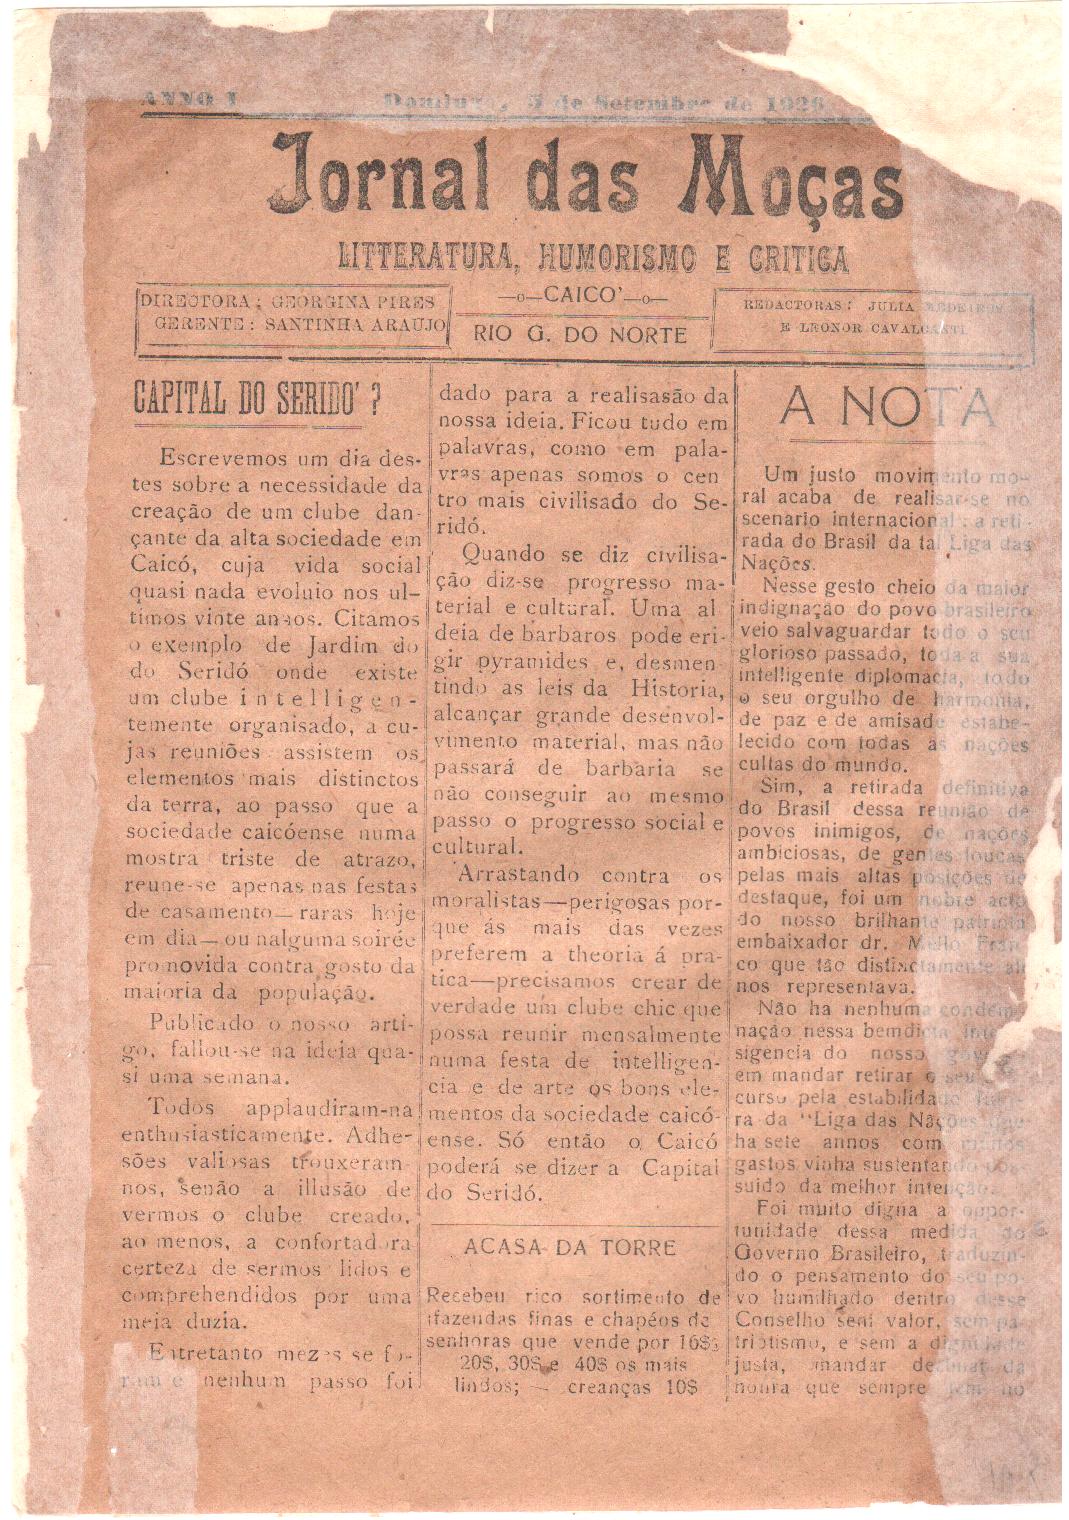 ANNO I
Domingo, 5 de Setembro de 1926
Jornal das Moças
LITTERATURA, HUMORISMO E CRITICA
DIRECTORA : GEORGINA PIRES
GERENTE : SANTINHA ARAUJO
—o—CAICO'—o—
RIO G. DO NORTE
REDACTORAS : JULIA MEDEIROS
E LEONOR CAVALCANTI
CAPITAL DO SERIDO' ?
Escrevemos um dia des-
tes sobre a necessidade da
creação de um clube dan-
çante da alta sociedade em
Caicó, cuja vida social
quasi nada evoluio nos ul-
timos vinte annos. Citamos
o exemplo de Jardim do
do Seridó onde existe
um clube intelligen-
temente organisado, a cu-
jas reuniões assistem os
elementos mais distinctos
da terra, ao passo que a
sociedade caicóense numa
mostra triste de atrazo,
reune-se apenas nas festas
de casamento—raras hoje
em dia—ou nalguma soirée
promovida contra gosto da
maioria da população.
Publicado o nosso arti-
go, fallou-se na ideia qua-
si uma semana.
Todos applaudiram-na
enthusiasticamente. Adhe-
sões valiosas trouxeram-
nos, senão a illusão de
vermos o clube creado,
ao menos, a confortadora
certeza de sermos lidos e
comprehendidos por uma
meia duzia.
Entretanto mezes se fo-
ram e nenhum passo foi
dado para a realisasão da
nossa ideia. Ficou tudo em
palavras, como em pala-
vras apenas somos o cen
tro mais civilisado do Se-
ridó.
Quando se diz civilisa-
ção diz-se progresso ma-
terial e cultural. Uma al
deia de barbaros pode eri-
gir pyramides e, desmen-
tindo as leis da Historia,
alcançar grande desenvol-
vimento material, mas não
passará de barbaria se
não conseguir ao mesmo
passo o progresso social e
cultural.
Arrastando contra os
moralistas—perigosas por-
que ás mais das vezes
preferem a theoria á pra-
tica—precisamos crear de
verdade um clube chic que
possa reunir mensalmente
numa festa de intelligen-
cia e de arte os bons ele-
mentos da sociedade caicó-
ense. Só então o Caicó
poderá se dizer a Capital
do Seridó.
ACASA DA TORRE
Recebeu rico sortimento de
fazendas finas e chapéos de
senhoras que vende por 16$;
20$, 30$ e 40$ os mais
lindos; — creanças 10$
A NOTA
Um justo movimento mo-
ral acaba de realisar-se no
scenario internacional : a reti-
rada do Brasil da tal Liga das
Nações.
Nesse gesto cheio da maior
indignação do povo brasileiro
veio salvaguardar todo o seu
glorioso passado, toda a sua
intelligente diplomacia, todo
o seu orgulho de harmonia,
de paz e de amisade estabe-
lecido com todas as nações
cultas do mundo.
Sim, a retirada definitiva
do Brasil dessa reunião de
povos inimigos, de nações
ambiciosas, de gentes loucas
pelas mais altas posições de
destaque, foi um nobre acto
do nosso brilhante patriota
embaixador dr. Mello Fran-
co que tão distinctamente ali
nos representava.
Não ha nenhuma condem-
nação nessa bemdicta intra-
sigencia do nosso governo
em mandar retirar o seu
curso pela estabilidade
ra da "Liga das Nações que
ha sete annos com muitos
gastos vinha sustentando pos-
suido da melhor intenção.
Foi muito digna a oppor-
tunidade dessa medida do
Governo Brasileiro, traduzin-
do o pensamento do seu po-
vo humilhado dentro desse
Conselho sem valor, sem pa-
triotismo, e sem a dignidade
justa, mandar da
honra que sempre tem no